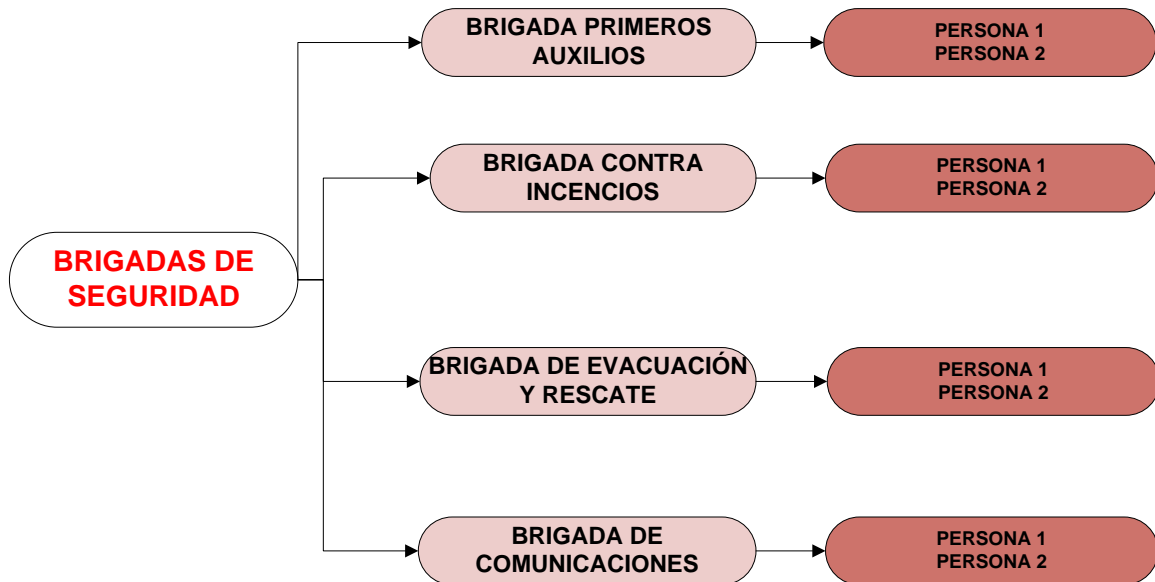 BRIGADA PRIMEROS
AUXILIOS
PERSONA 1
PERSONA 2
BRIGADA CONTRA
INCENCIOS
PERSONA 1
PERSONA 2
BRIGADAS DE
SEGURIDAD
BRIGADA DE EVACUACIÓN
Y RESCATE
PERSONA 1
PERSONA 2
BRIGADA DE
COMUNICACIONES
PERSONA 1
PERSONA 2